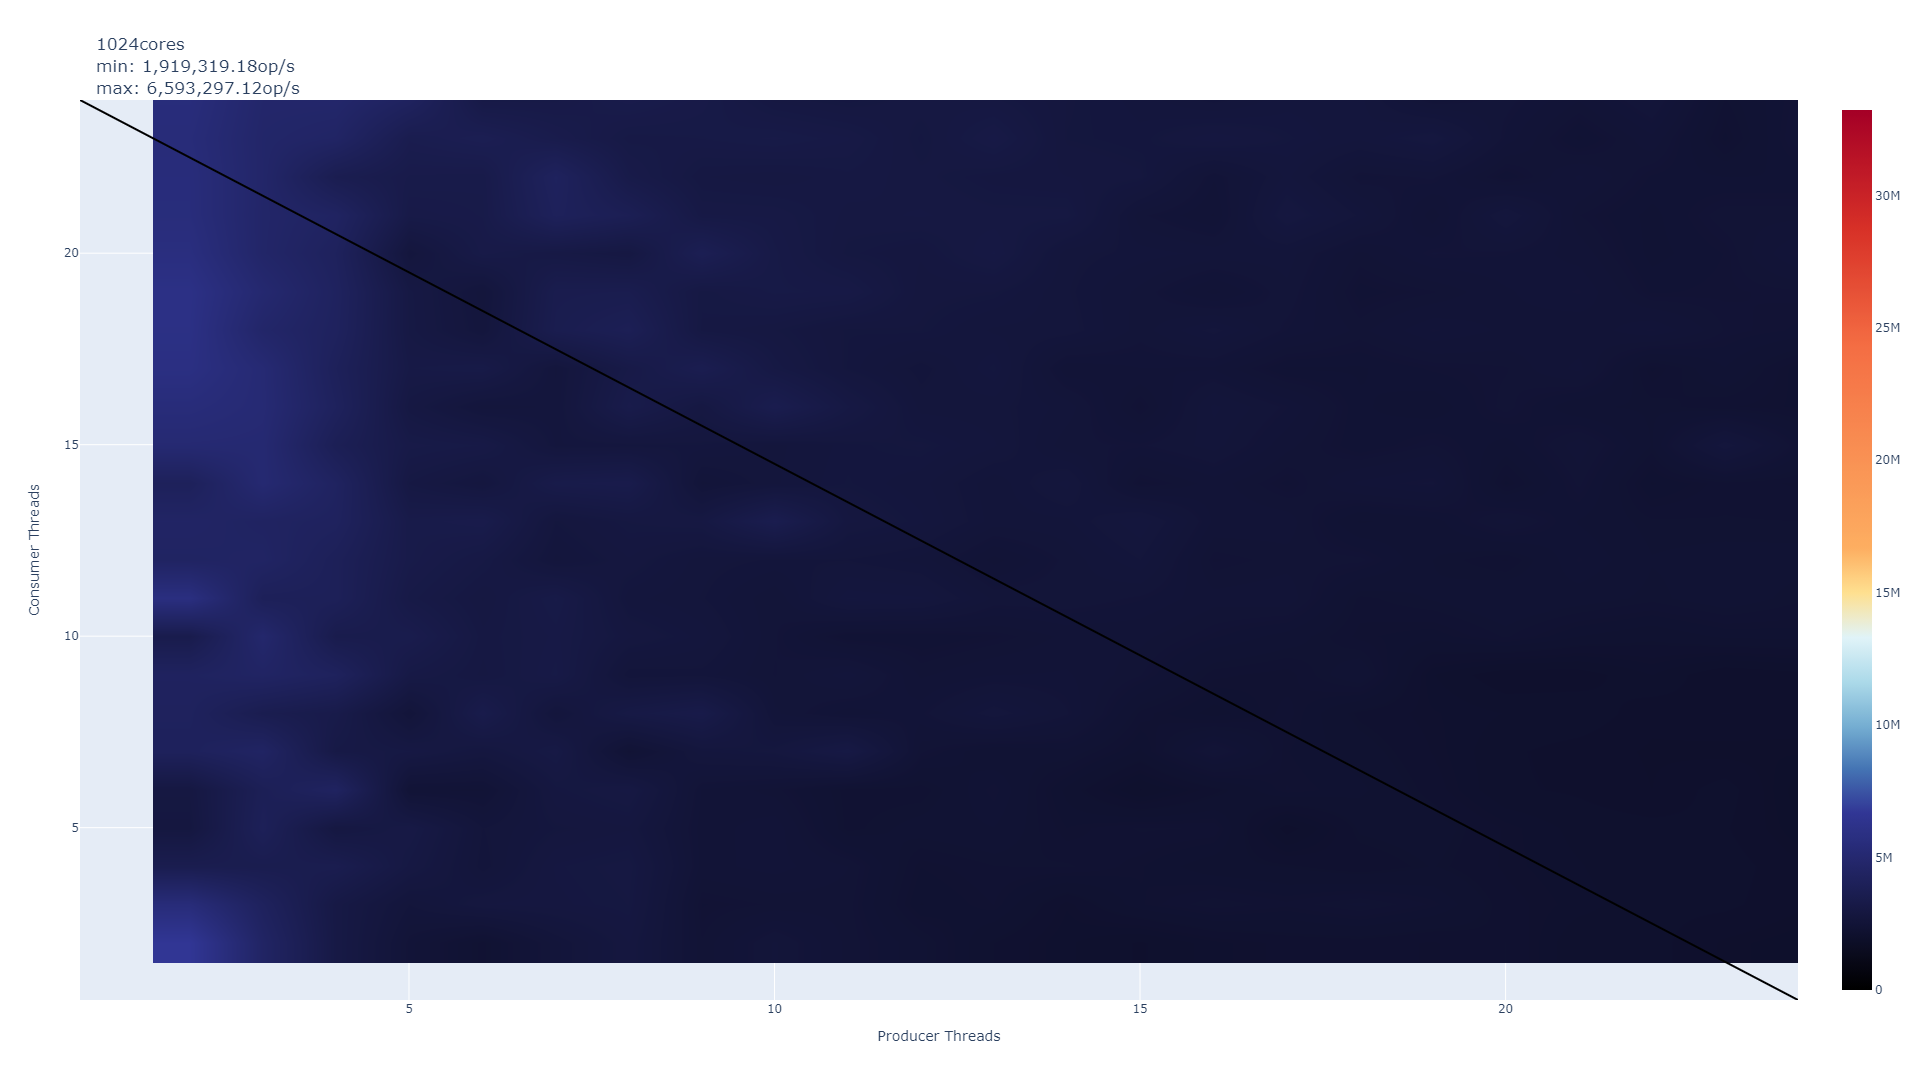 1024cores
min: 1,919,319.18op/s
max: 6,593,297.12op/s
20
15
10
5
Consumer Threads
5
10
15
20
Producer Threads
30M
25M
20M
15M
10M
5M
0